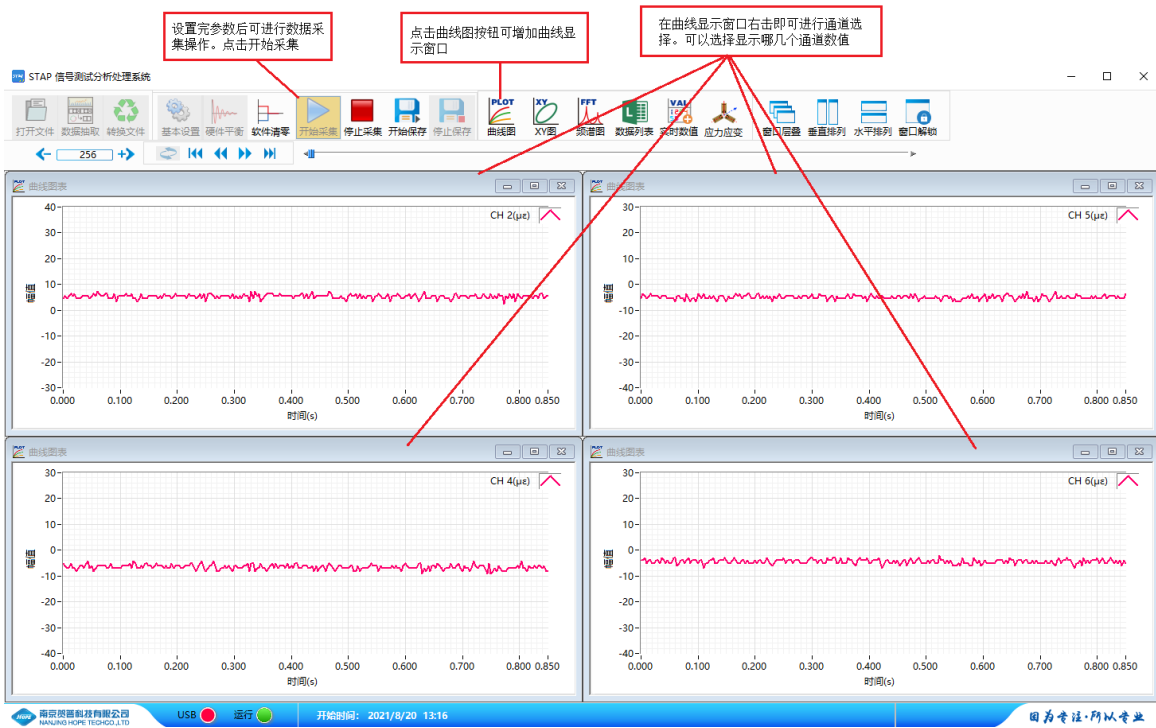 设置完参数后可进行数据采
集操作。点击开始采集
点击曲线图按钮可增加曲线显
示窗口
在曲线显示窗口右击即可进行通道选
择。可以选择显示哪几个通道数值
STAP 信号测试分析处理系统
PLOT XY FFT VAL
打开文件 数据抽取 转换文件 基本设置 硬件平衡 软件清零 开始采集 停止采集 开始保存 停止保存 曲线图 XY图 频谱图 数据列表 实时数值 应力应变 窗口层叠 垂直排列 水平排列 窗口解锁
256
曲线图表
CH 2(με)
幅值
40
30
20
10
0
-10
-20
-30
0.000 0.100 0.200 0.300 0.400 0.500 0.600 0.700 0.800 0.850
时间(s)
曲线图表
CH 5(με)
幅值
30
20
10
0
-10
-20
-30
-40
0.000 0.100 0.200 0.300 0.400 0.500 0.600 0.700 0.800 0.850
时间(s)
曲线图表
CH 4(με)
幅值
30
20
10
0
-10
-20
-30
-40
0.000 0.100 0.200 0.300 0.400 0.500 0.600 0.700 0.800 0.850
时间(s)
曲线图表
CH 6(με)
幅值
30
20
10
0
-10
-20
-30
-40
0.000 0.100 0.200 0.300 0.400 0.500 0.600 0.700 0.800 0.850
时间(s)
南京贺普科技有限公司
NANJING HOPE TECHCO.,LTD
USB 运行 开始时间: 2021/8/20 13:16
因为专注·所以专业